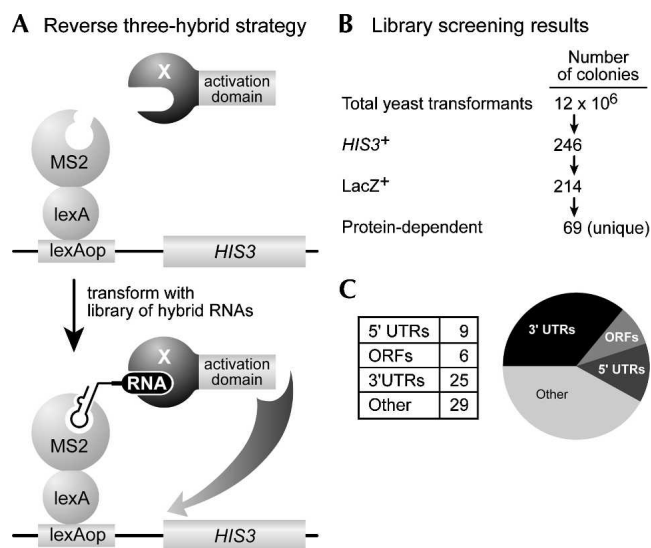 A Reverse three-hybrid strategy
X
activation
domain
MS2
lexA
lexAop
HIS3
transform with
library of hybrid RNAs
X
RNA
activation
domain
MS2
lexA
lexAop
HIS3
B Library screening results
Number
of colonies
Total yeast transformants 12 x 10⁶
HIS3⁺ 246
LacZ⁺ 214
Protein-dependent 69 (unique)
C
5' UTRs 9
ORFs 6
3'UTRs 25
Other 29
3' UTRs
ORFs
5' UTRs
Other